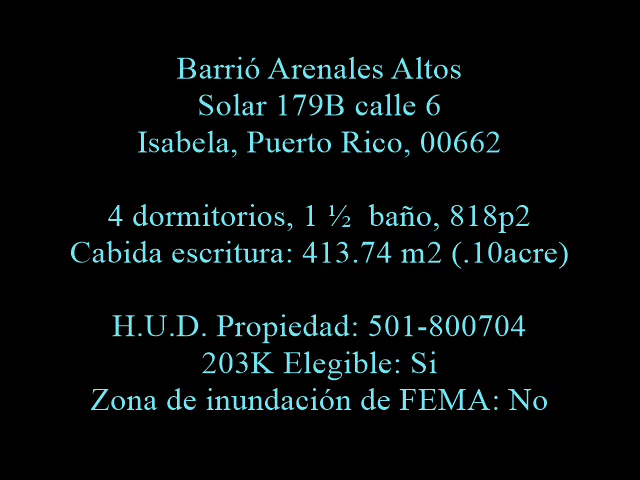 Barrió Arenales Altos
Solar 179B calle 6
Isabela, Puerto Rico, 00662
4 dormitorios, 1 ½  baño, 818p2
Cabida escritura: 413.74 m2 (.10acre)
H.U.D. Propiedad: 501-800704
203K Elegible: Si
Zona de inundación de FEMA: No